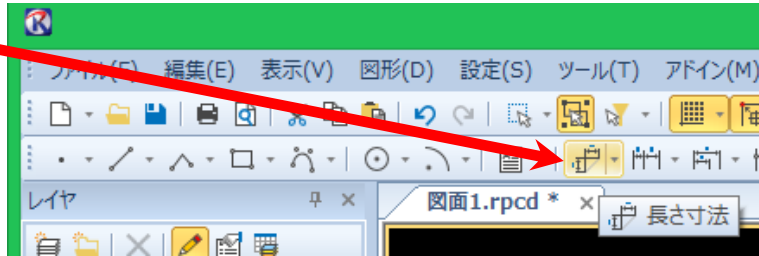 ファイル(F) 編集(E) 表示(V) 図形(D) 設定(S) ツール(T) アドイン(M)
レイヤ 図面1.rpcd *
長さ寸法